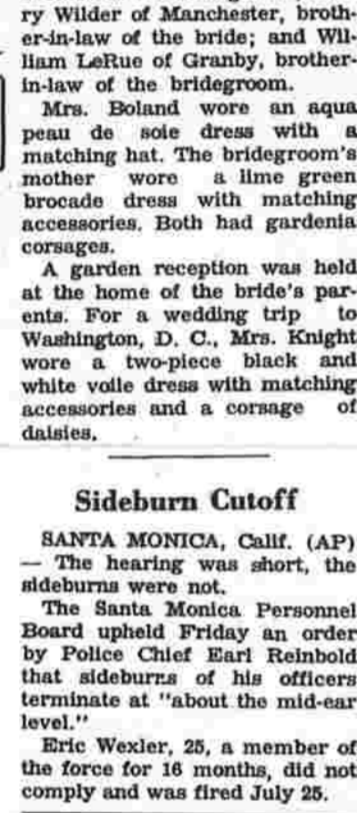 ry Wilder of Manchester, broth-
er-in-law of the bride; and Wil-
liam LeRue of Granby, brother-
in-law of the bridegroom.
Mrs. Boland wore an aqua
peau de soie dress with a
matching hat. The bridegroom's
mother wore a lime green
brocade dress with matching
accessories. Both had gardenia
corsages.
A garden reception was held
at the home of the bride's par-
ents. For a wedding trip to
Washington, D. C., Mrs. Knight
wore a two-piece black and
white voile dress with matching
accessories and a corsage of
daisies.
Sideburn Cutoff
SANTA MONICA, Calif. (AP)
— The hearing was short, the
sideburns were not.
The Santa Monica Personnel
Board upheld Friday an order
by Police Chief Earl Reinbold
that sideburns of his officers
terminate at "about the mid-ear
level."
Eric Wexler, 25, a member of
the force for 16 months, did not
comply and was fired July 25.